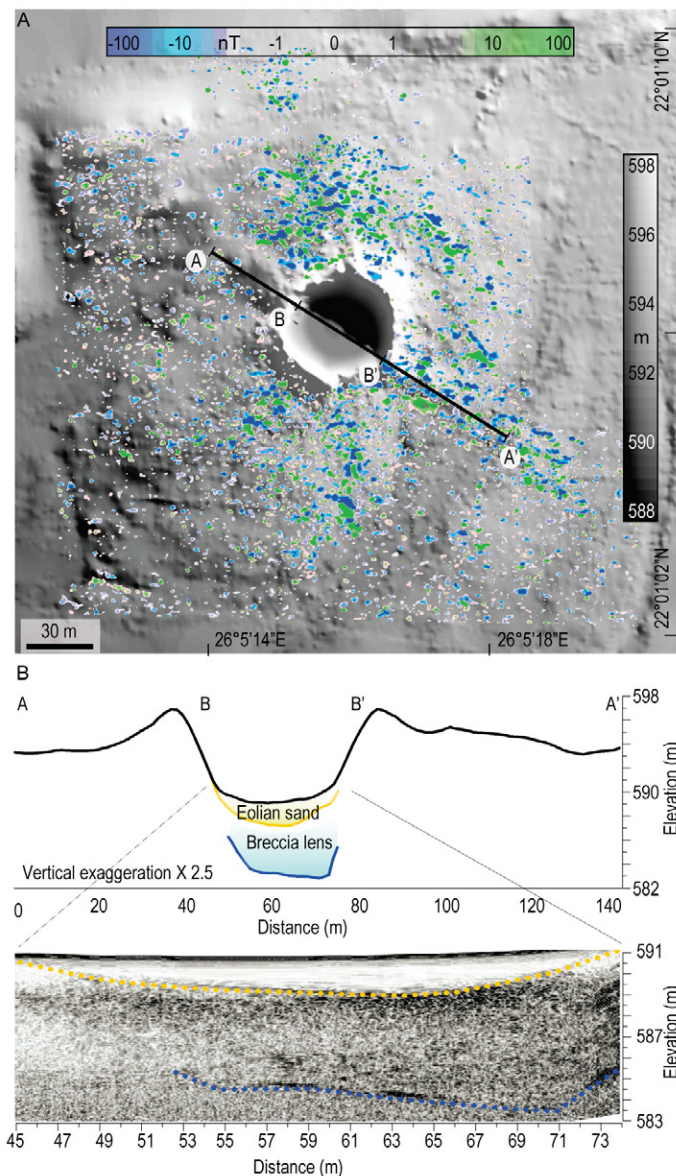 A
-100 -10 nT -1 0 1 10 100
22°01'10"N
598
596
594
m
592
590
588
A
B
B'
A'
22°01'02"N
30 m
26°5'14"E
26°5'18"E
B
A B B' A'
598
590
582
Elevation (m)
Eolian sand
Breccia lens
Vertical exaggeration X 2.5
0 20 40 60 80 100 120 140
Distance (m)
591
587
583
Elevation (m)
45 47 49 51 53 55 57 59 61 63 65 67 69 71 73
Distance (m)